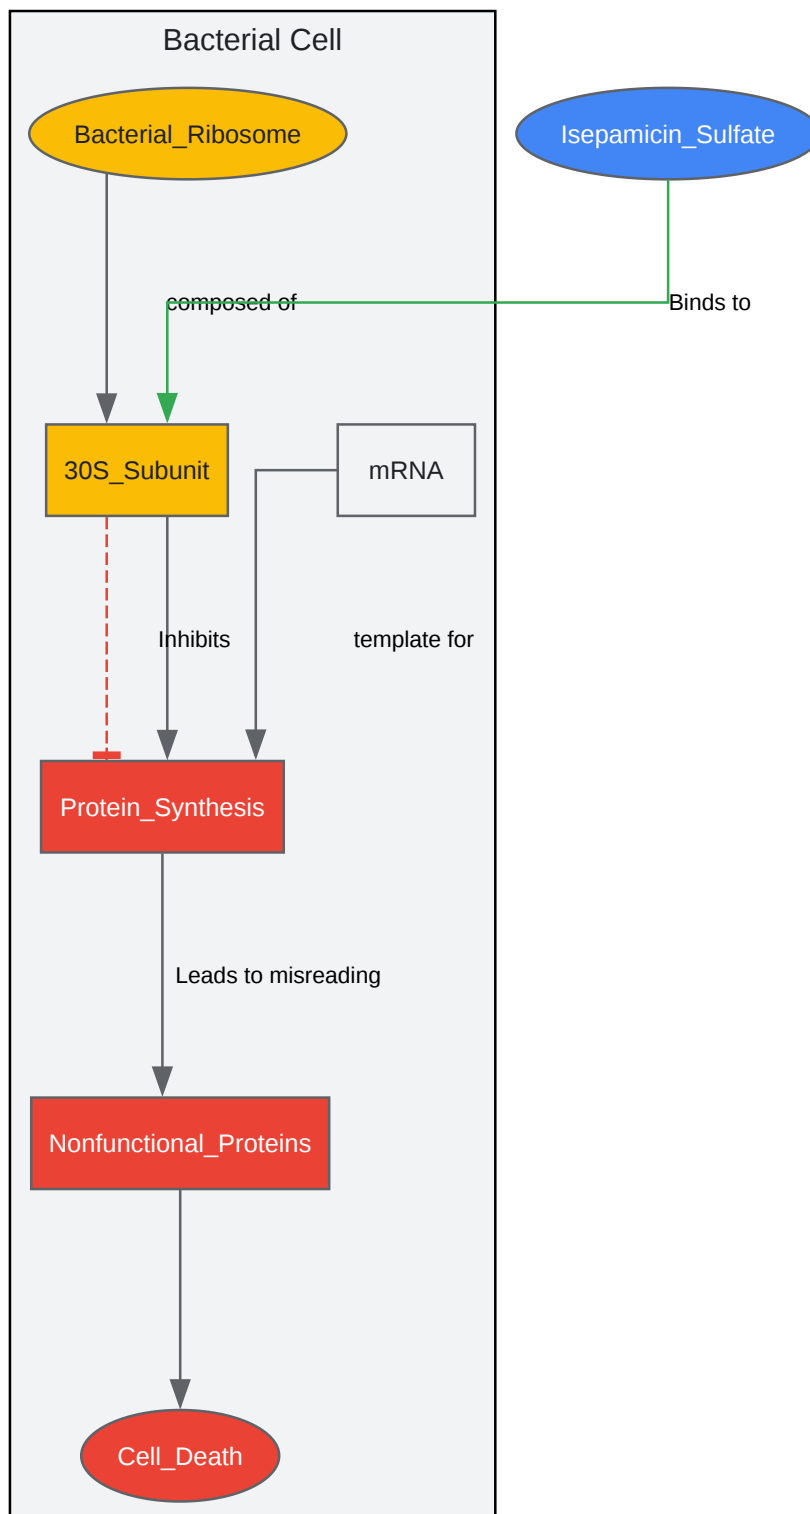 Bacterial Cell
Bacterial_Ribosome
Isepamicin_Sulfate
composed of
Binds to
30S_Subunit
mRNA
Inhibits
template for
Protein_Synthesis
Leads to misreading
Nonfunctional_Proteins
Cell_Death